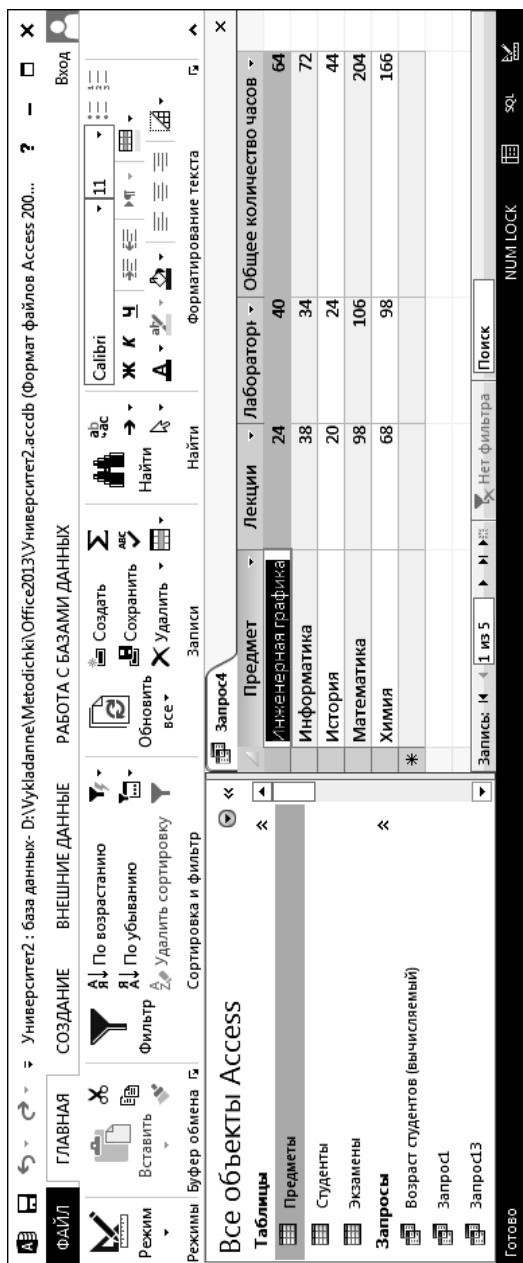 Университет2 : база данных- D:\Vykladanne\Metodichki\Office2013\Университет2.accdb (Формат файлов Access 200... ?
ФАЙЛ ГЛАВНАЯ СОЗДАНИЕ ВНЕШНИЕ ДАННЫЕ РАБОТА С БАЗАМИ ДАННЫХ Вход
Режим
Вставить
Фильтр
По возрастанию
По убыванию
Удалить сортировку
Обновить все
Создать
Сохранить
Удалить
Найти
Calibri 11
Ж К Ч
Режимы Буфер обмена Сортировка и фильтр Записи Найти Форматирование текста
Все объекты Access
Таблицы
Предметы
Студенты
Экзамены
Запросы
Возраст студентов (вычисляемый)
Запрос1
Запрос13
Запрос4
Предмет Лекции Лаборатори Общее количество часов
Инженерная графика 24 40 64
Информатика 38 34 72
История 20 24 44
Математика 98 106 204
Химия 68 98 166
Запись: 1 из 5 Нет фильтра Поиск
Готово NUM LOCK SQL